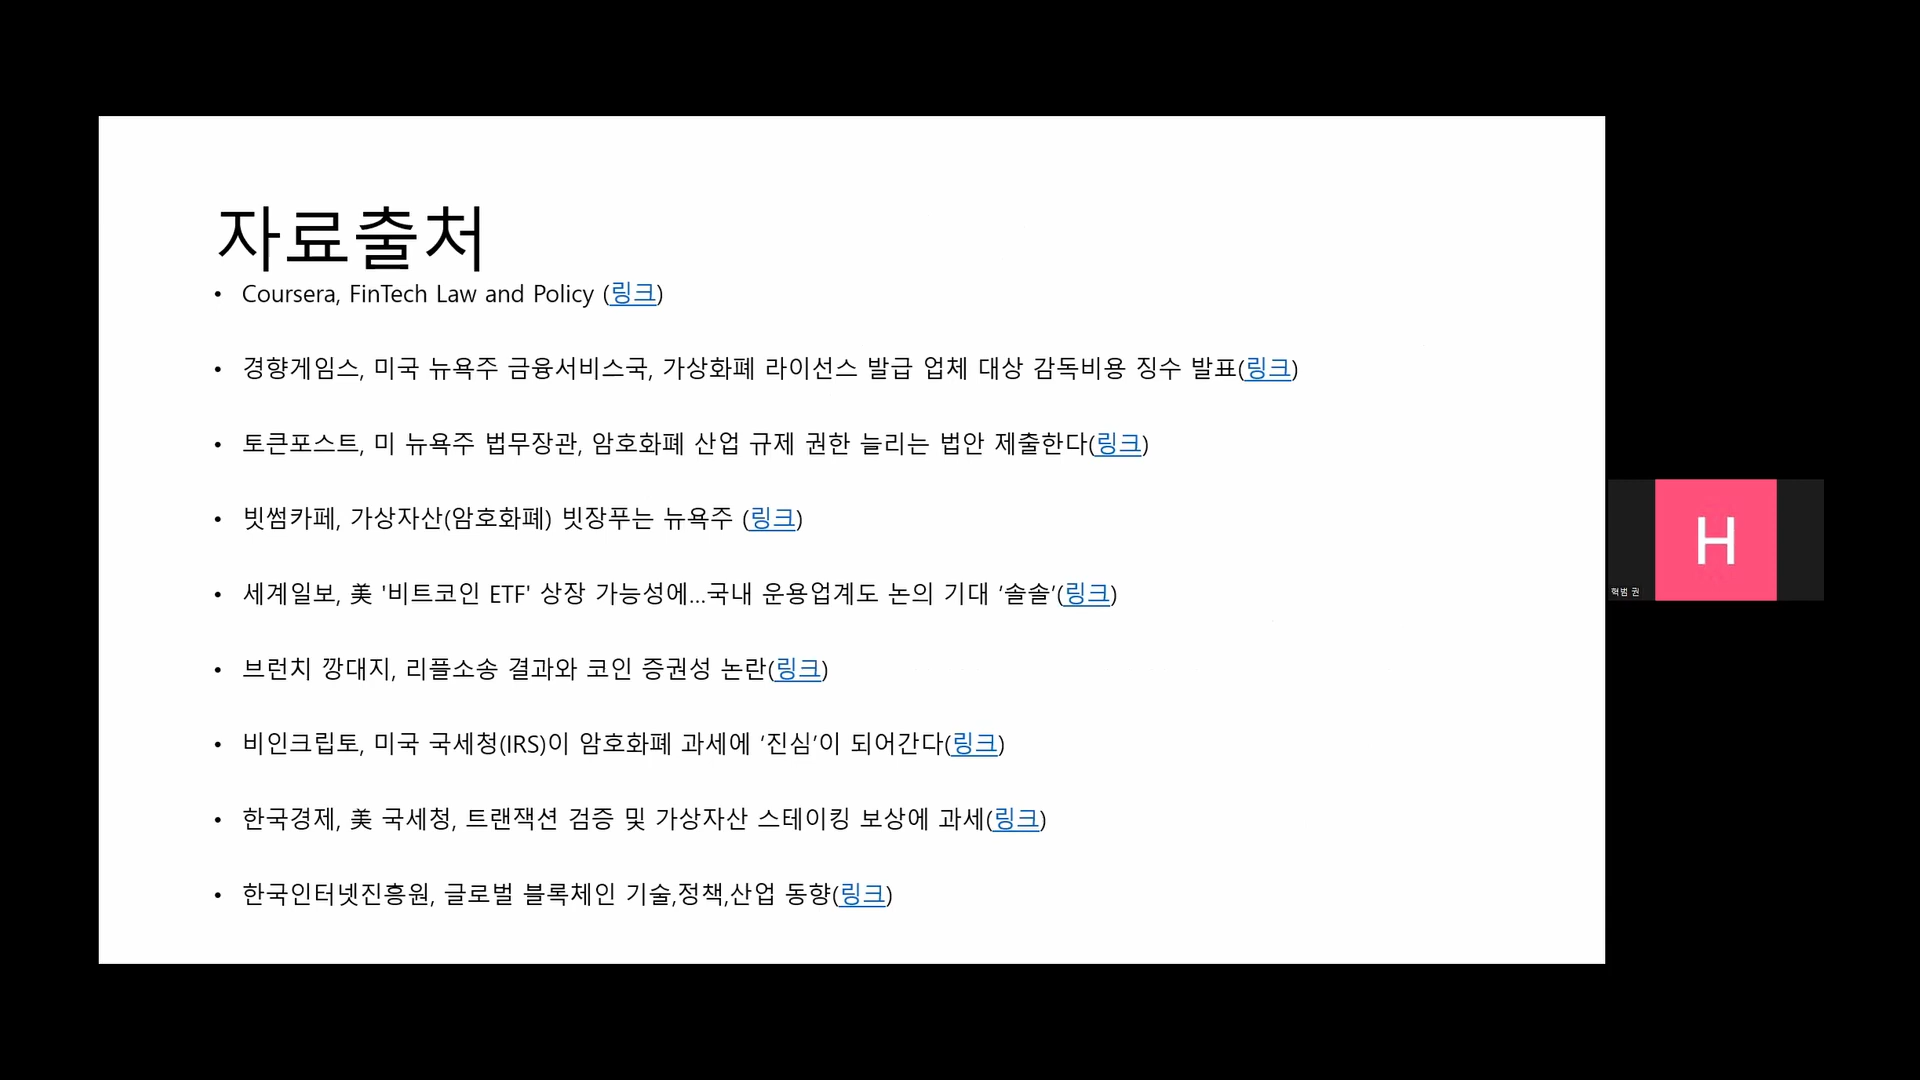 자료출처
• Coursera, FinTech Law and Policy (링크)
• 경향게임스, 미국 뉴욕주 금융서비스국, 가상화폐 라이선스 발급 업체 대상 감독비용 징수 발표(링크)
• 토큰포스트, 미 뉴욕주 법무장관, 암호화폐 산업 규제 권한 늘리는 법안 제출한다(링크)
• 빗썸카페, 가상자산(암호화폐) 빗장푸는 뉴욕주 (링크)
• 세계일보, 美 '비트코인 ETF' 상장 가능성에...국내 운용업계도 논의 기대 ‘솔솔’(링크)
• 브런치 깡대지, 리플소송 결과와 코인 증권성 논란(링크)
• 비인크립토, 미국 국세청(IRS)이 암호화폐 과세에 ‘진심’이 되어간다(링크)
• 한국경제, 美 국세청, 트랜잭션 검증 및 가상자산 스테이킹 보상에 과세(링크)
• 한국인터넷진흥원, 글로벌 블록체인 기술,정책,산업 동향(링크)
H
혁범 권